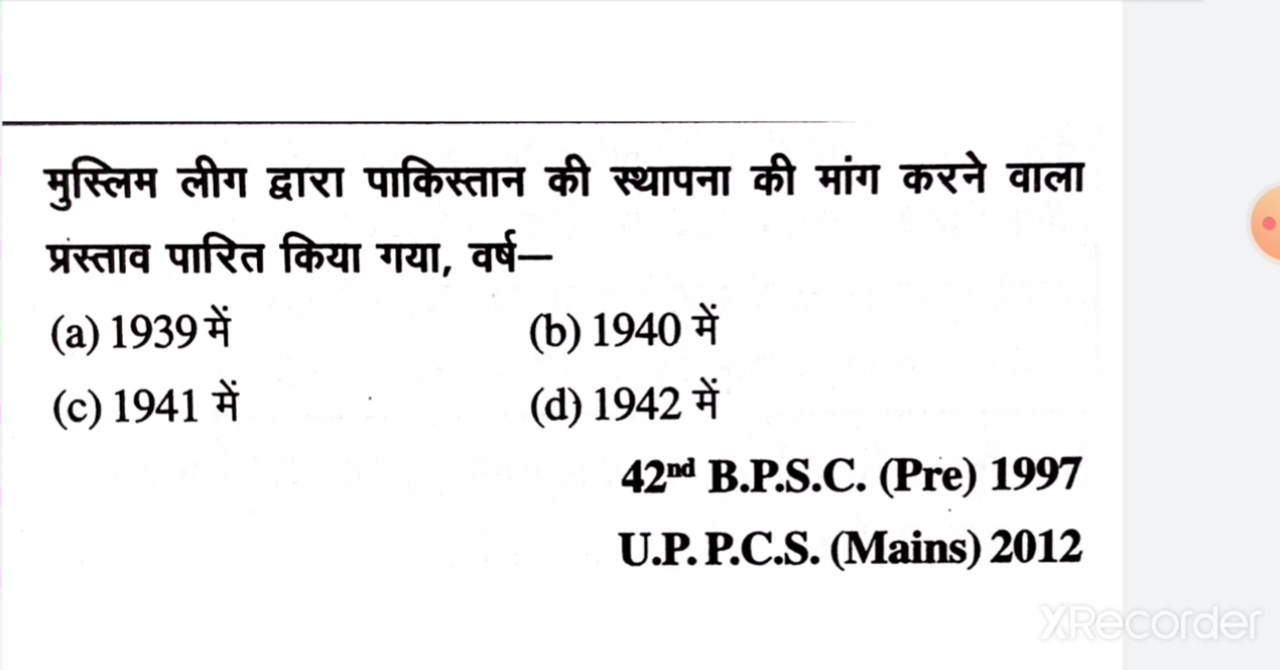 मुस्लिम लीग द्वारा पाकिस्तान की स्थापना की मांग करने वाला
प्रस्ताव पारित किया गया, वर्ष—
(a) 1939 में (b) 1940 में
(c) 1941 में (d) 1942 में
42nd B.P.S.C. (Pre) 1997
U.P. P.C.S. (Mains) 2012
XRecorder